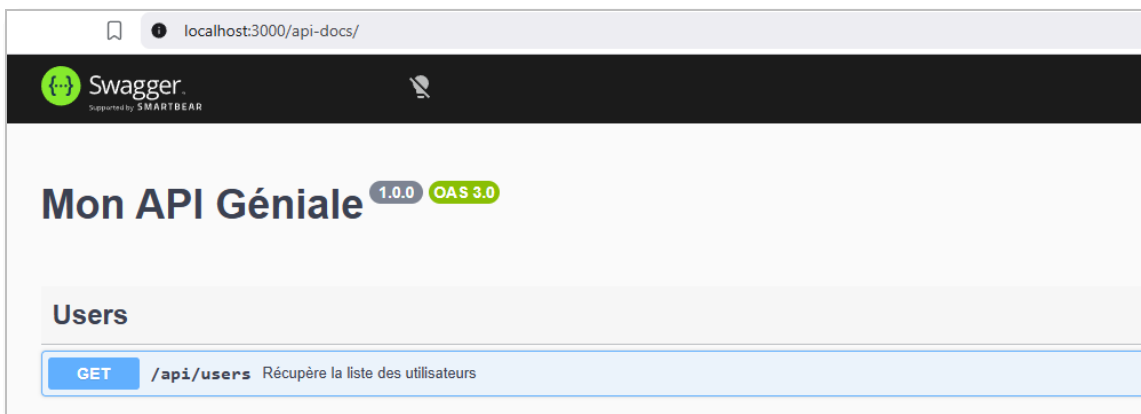 localhost:3000/api-docs/
{...} Swagger.
Supported by SMARTBEAR
Mon API Géniale 1.0.0 OAS 3.0
Users
GET /api/users Récupère la liste des utilisateurs